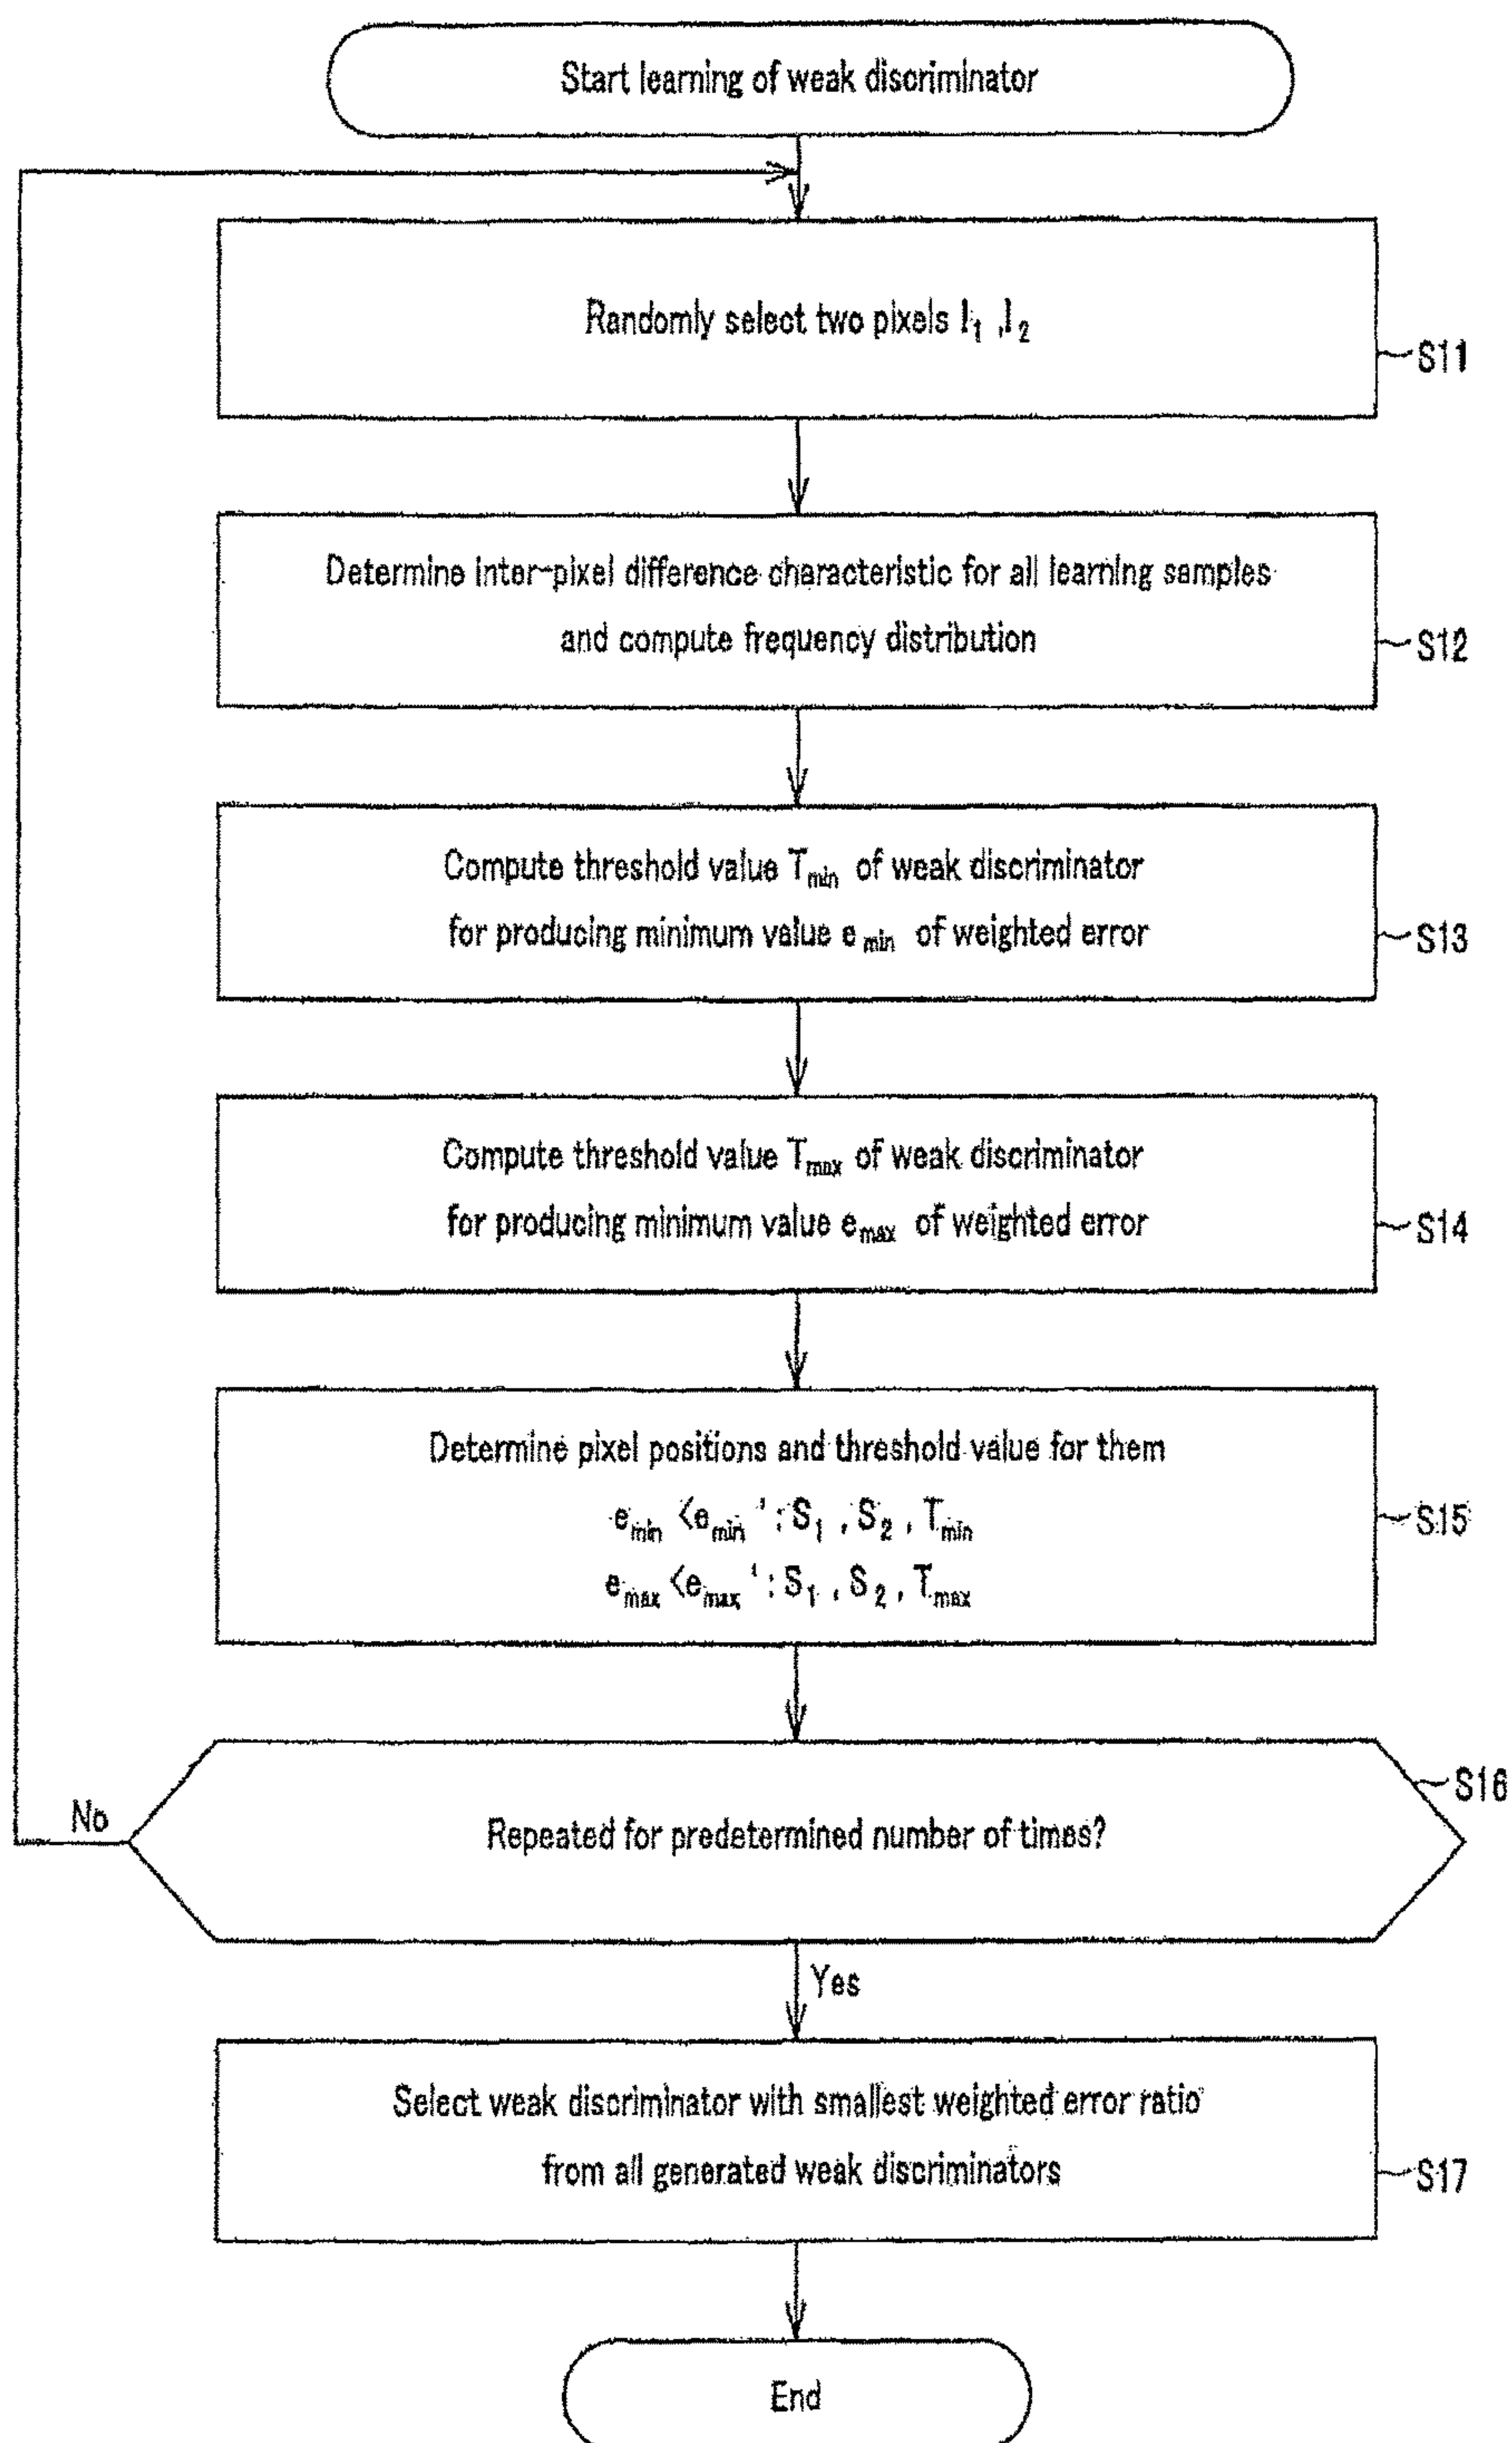 Start learning of weak discriminator
Randomly select two pixels I₁ ,I₂
S11
Determine inter-pixel difference characteristic for all learning samples
and compute frequency distribution
S12
Compute threshold value Tmin of weak discriminator
for producing minimum value emin of weighted error
S13
Compute threshold value Tmax of weak discriminator
for producing minimum value emax of weighted error
S14
Determine pixel positions and threshold value for them
emin <emin ' : S₁ , S₂ , Tmin
emax <emax ' : S₁ , S₂ , Tmax
S15
Repeated for predetermined number of times?
S16
No
Yes
Select weak discriminator with smallest weighted error ratio
from all generated weak discriminators
S17
End